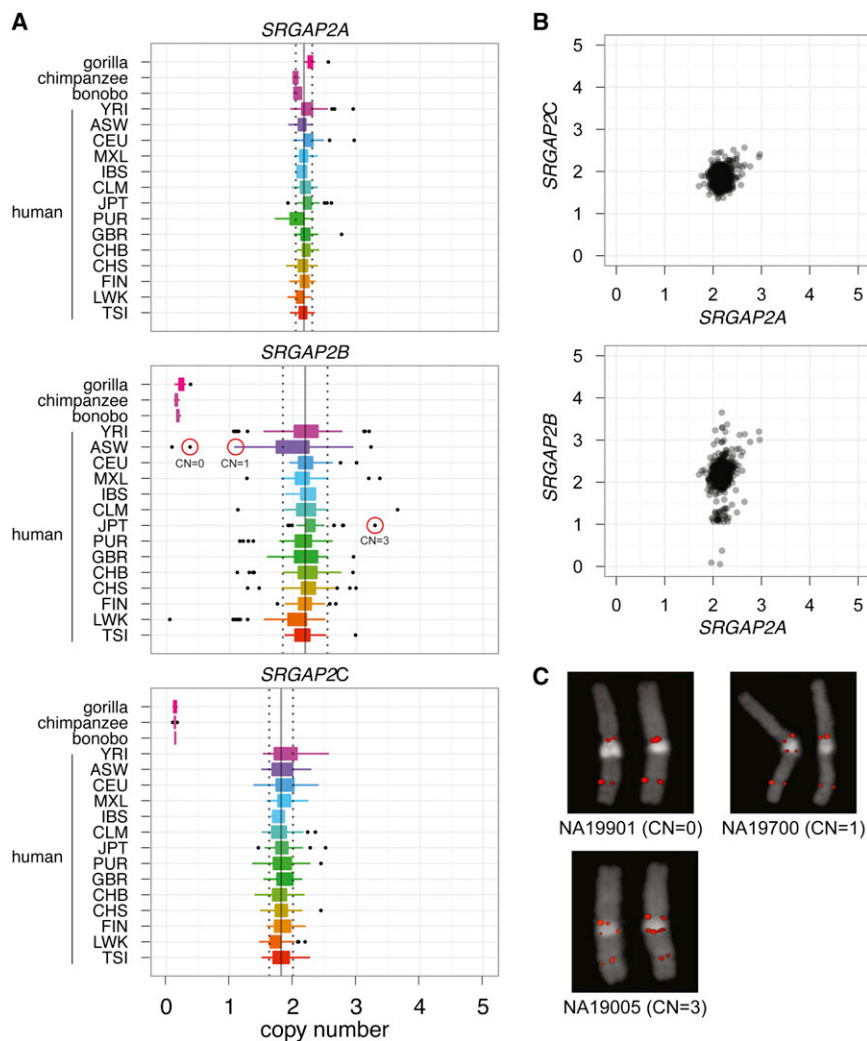 A
SRGAP2A
gorilla
chimpanzee
bonobo
YRI
ASW
CEU
MXL
IBS
CLM
JPT
PUR
GBR
CHB
CHS
FIN
LWK
TSI
human
SRGAP2B
gorilla
chimpanzee
bonobo
YRI
ASW
CEU
MXL
IBS
CLM
JPT
PUR
GBR
CHB
CHS
FIN
LWK
TSI
human
CN=0
CN=1
CN=3
SRGAP2C
gorilla
chimpanzee
bonobo
YRI
ASW
CEU
MXL
IBS
CLM
JPT
PUR
GBR
CHB
CHS
FIN
LWK
TSI
human
0 1 2 3 4 5
copy number
B
SRGAP2C
5
4
3
2
1
0
0 1 2 3 4 5
SRGAP2A
SRGAP2B
5
4
3
2
1
0
0 1 2 3 4 5
SRGAP2A
C
NA19901 (CN=0)
NA19700 (CN=1)
NA19005 (CN=3)